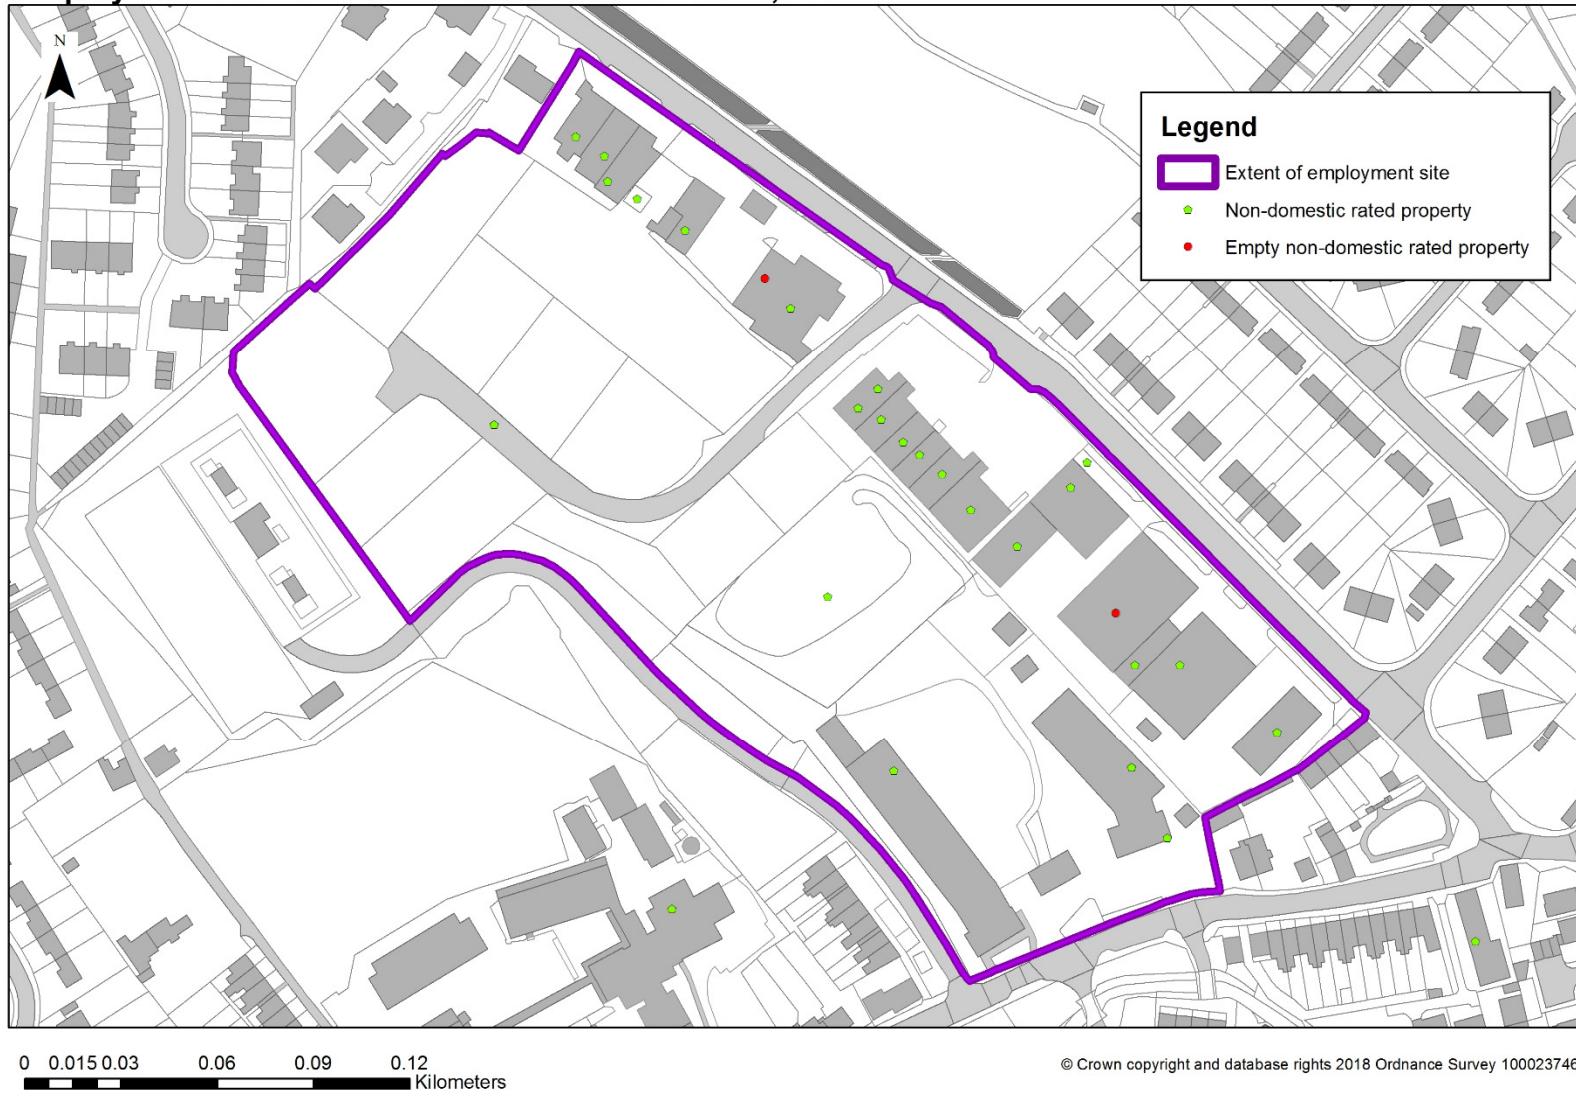 N
Legend
Extent of employment site
Non-domestic rated property
Empty non-domestic rated property
0 0.015 0.03 0.06 0.09 0.12
Kilometers
© Crown copyright and database rights 2018 Ordnance Survey 100023746